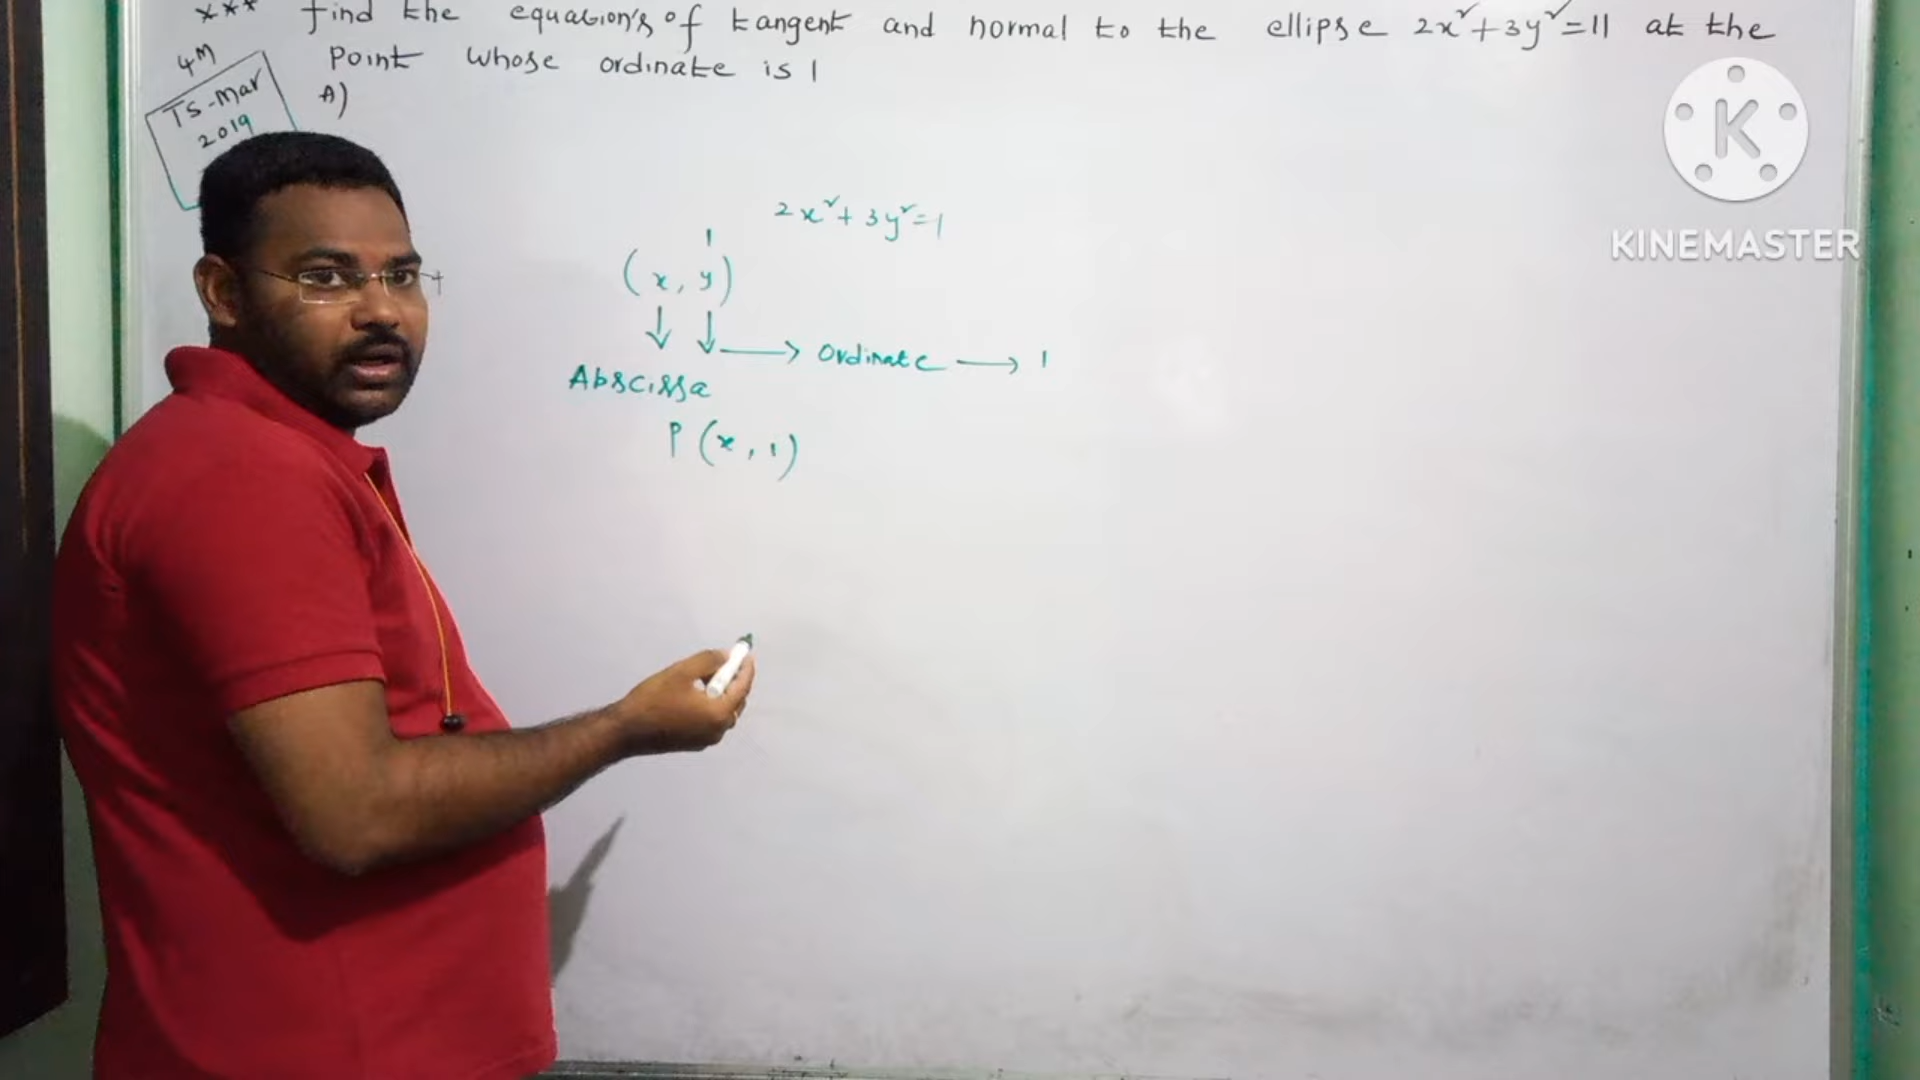 *** find the equation's of tangent and normal to the ellipse 2x²+3y²=11 at the
point whose ordinate is 1
4M
TS-Mar
2019
A)
2x²+3y²=1
1
(x, y)
↓ ↓ → Ordinate → 1
Abscissa
P (x, 1)
K
KINEMASTER